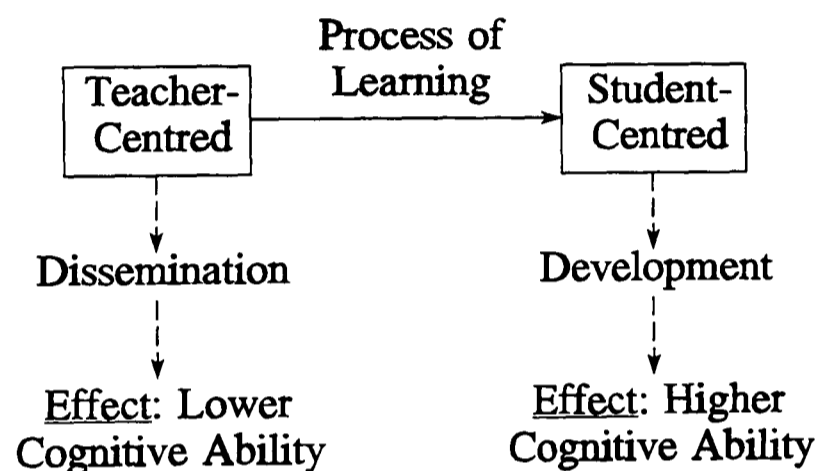 Process of
Learning
Teacher-
Centred
Student-
Centred
Dissemination
Development
Effect: Lower
Cognitive Ability
Effect: Higher
Cognitive Ability